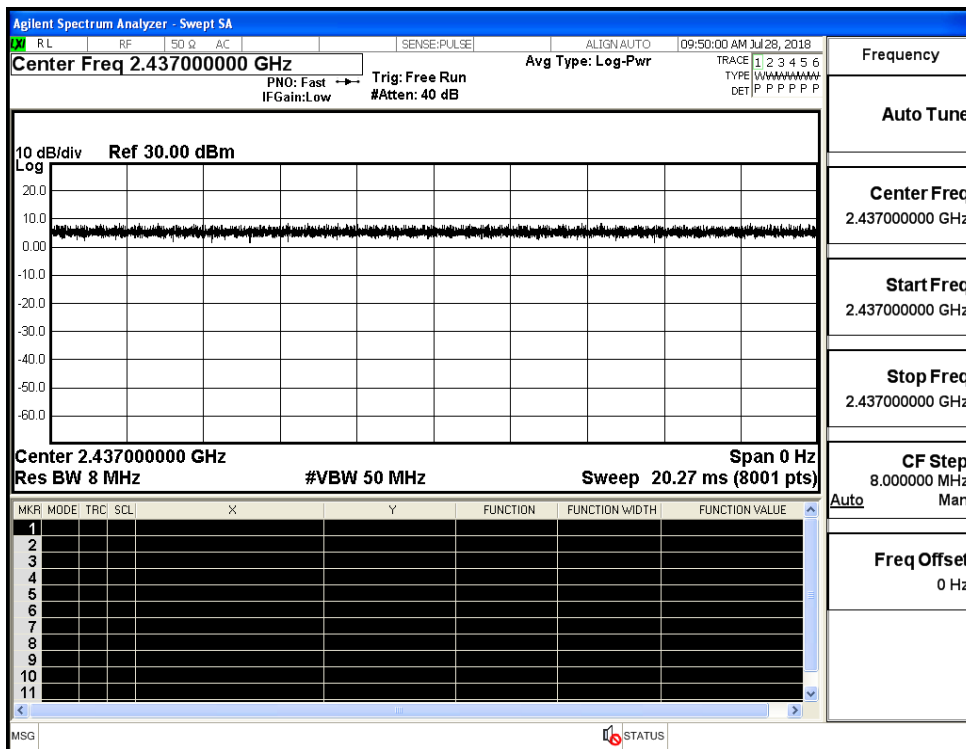 Agilent Spectrum Analyzer - Swept SA
LXI RL RF 50 Ω AC SENSE:PULSE ALIGN AUTO 09:50:00 AM Jul 28, 2018
Center Freq 2.437000000 GHz Avg Type: Log-Pwr TRACE 1 2 3 4 5 6
PNO: Fast Trig: Free Run TYPE WWWWWW
IFGain:Low #Atten: 40 dB DET P P P P P P
10 dB/div Ref 30.00 dBm
Log
20.0
10.0
0.00
-10.0
-20.0
-30.0
-40.0
-50.0
-60.0
Center 2.437000000 GHz Span 0 Hz
Res BW 8 MHz #VBW 50 MHz Sweep 20.27 ms (8001 pts)
MKR MODE TRC SCL X Y FUNCTION FUNCTION WIDTH FUNCTION VALUE
1
2
3
4
5
6
7
8
9
10
11
MSG STATUS
Frequency
Auto Tune
Center Freq
2.437000000 GHz
Start Freq
2.437000000 GHz
Stop Freq
2.437000000 GHz
CF Step
8.000000 MHz
Auto Man
Freq Offset
0 Hz